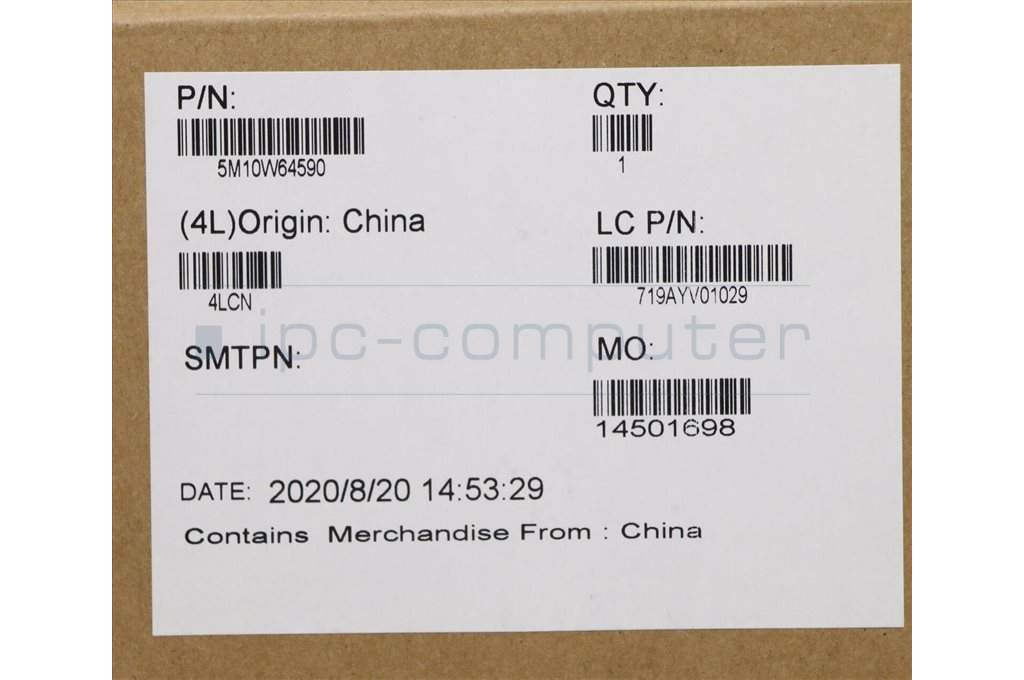 P/N:
5M10W64590
QTY:
1
(4L)Origin: China
4LCN
LC P/N:
719AYV01029
ipc-computer
SMTPN:
MO:
14501698
DATE: 2020/8/20 14:53:29
Contains Merchandise From : China